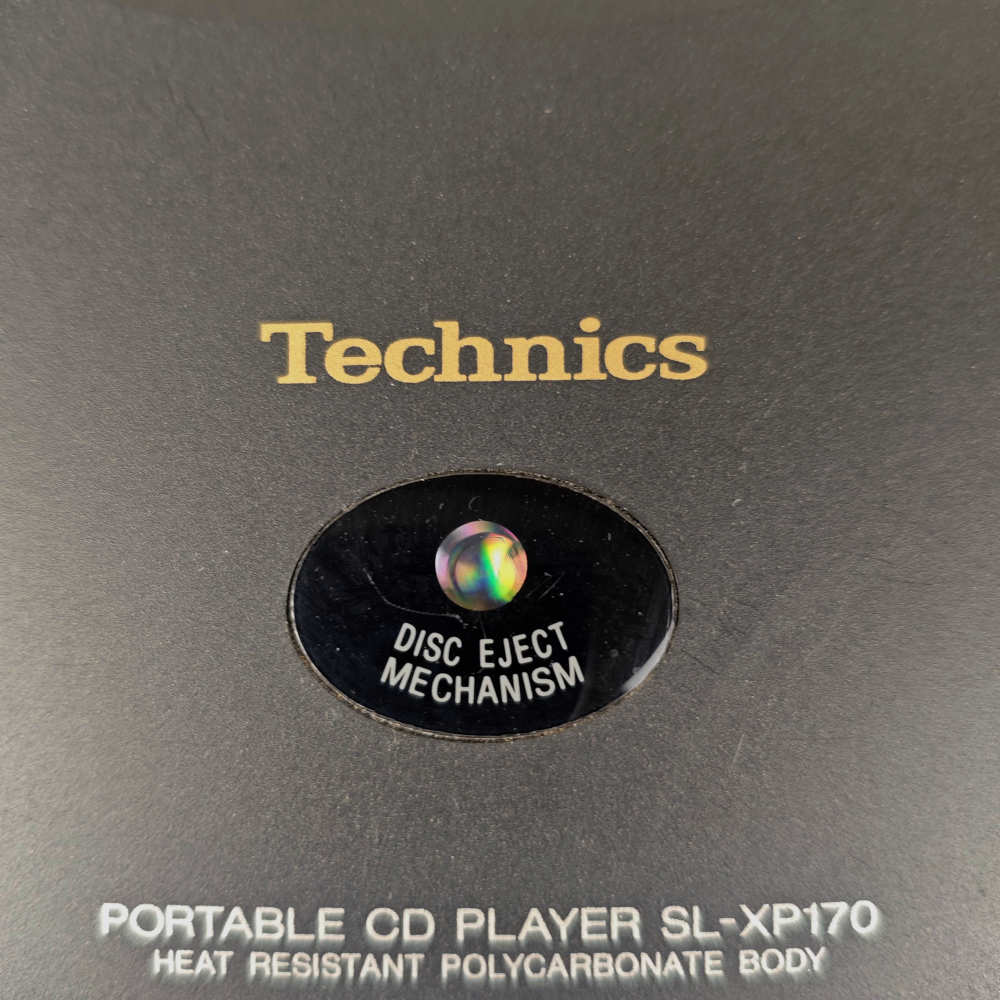 Technics
DISC EJECT
MECHANISM
PORTABLE CD PLAYER SL-XP170
HEAT RESISTANT POLYCARBONATE BODY